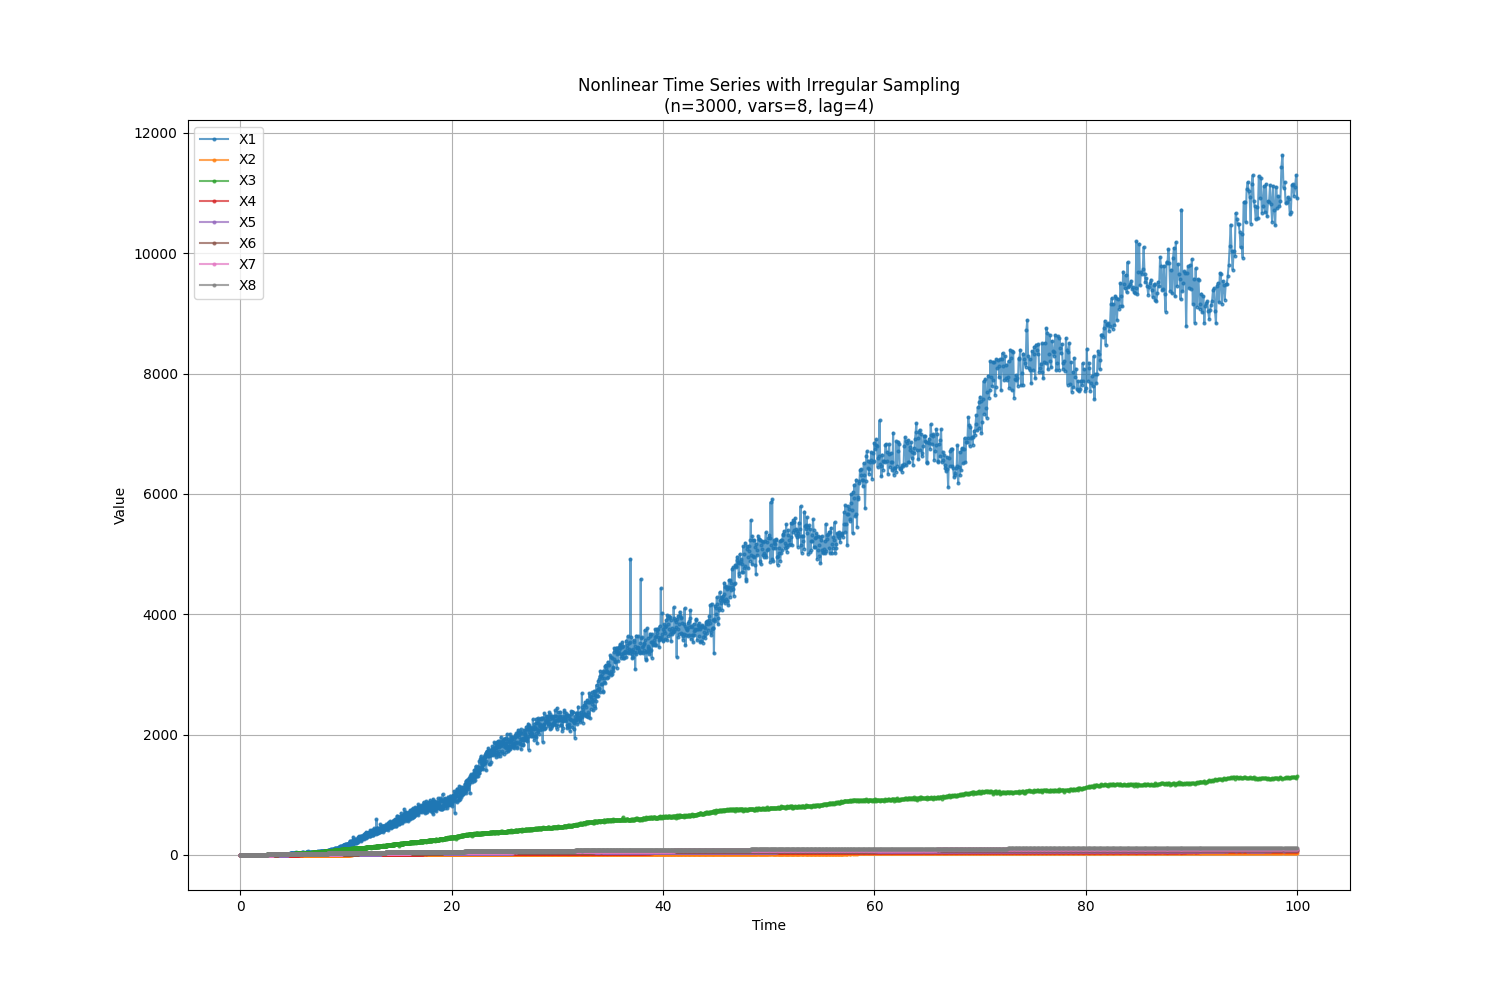 Nonlinear Time Series with Irregular Sampling
(n=3000, vars=8, lag=4)
12000
10000
8000
6000
4000
2000
0
Value
X1
X2
X3
X4
X5
X6
X7
X8
0 20 40 60 80 100
Time